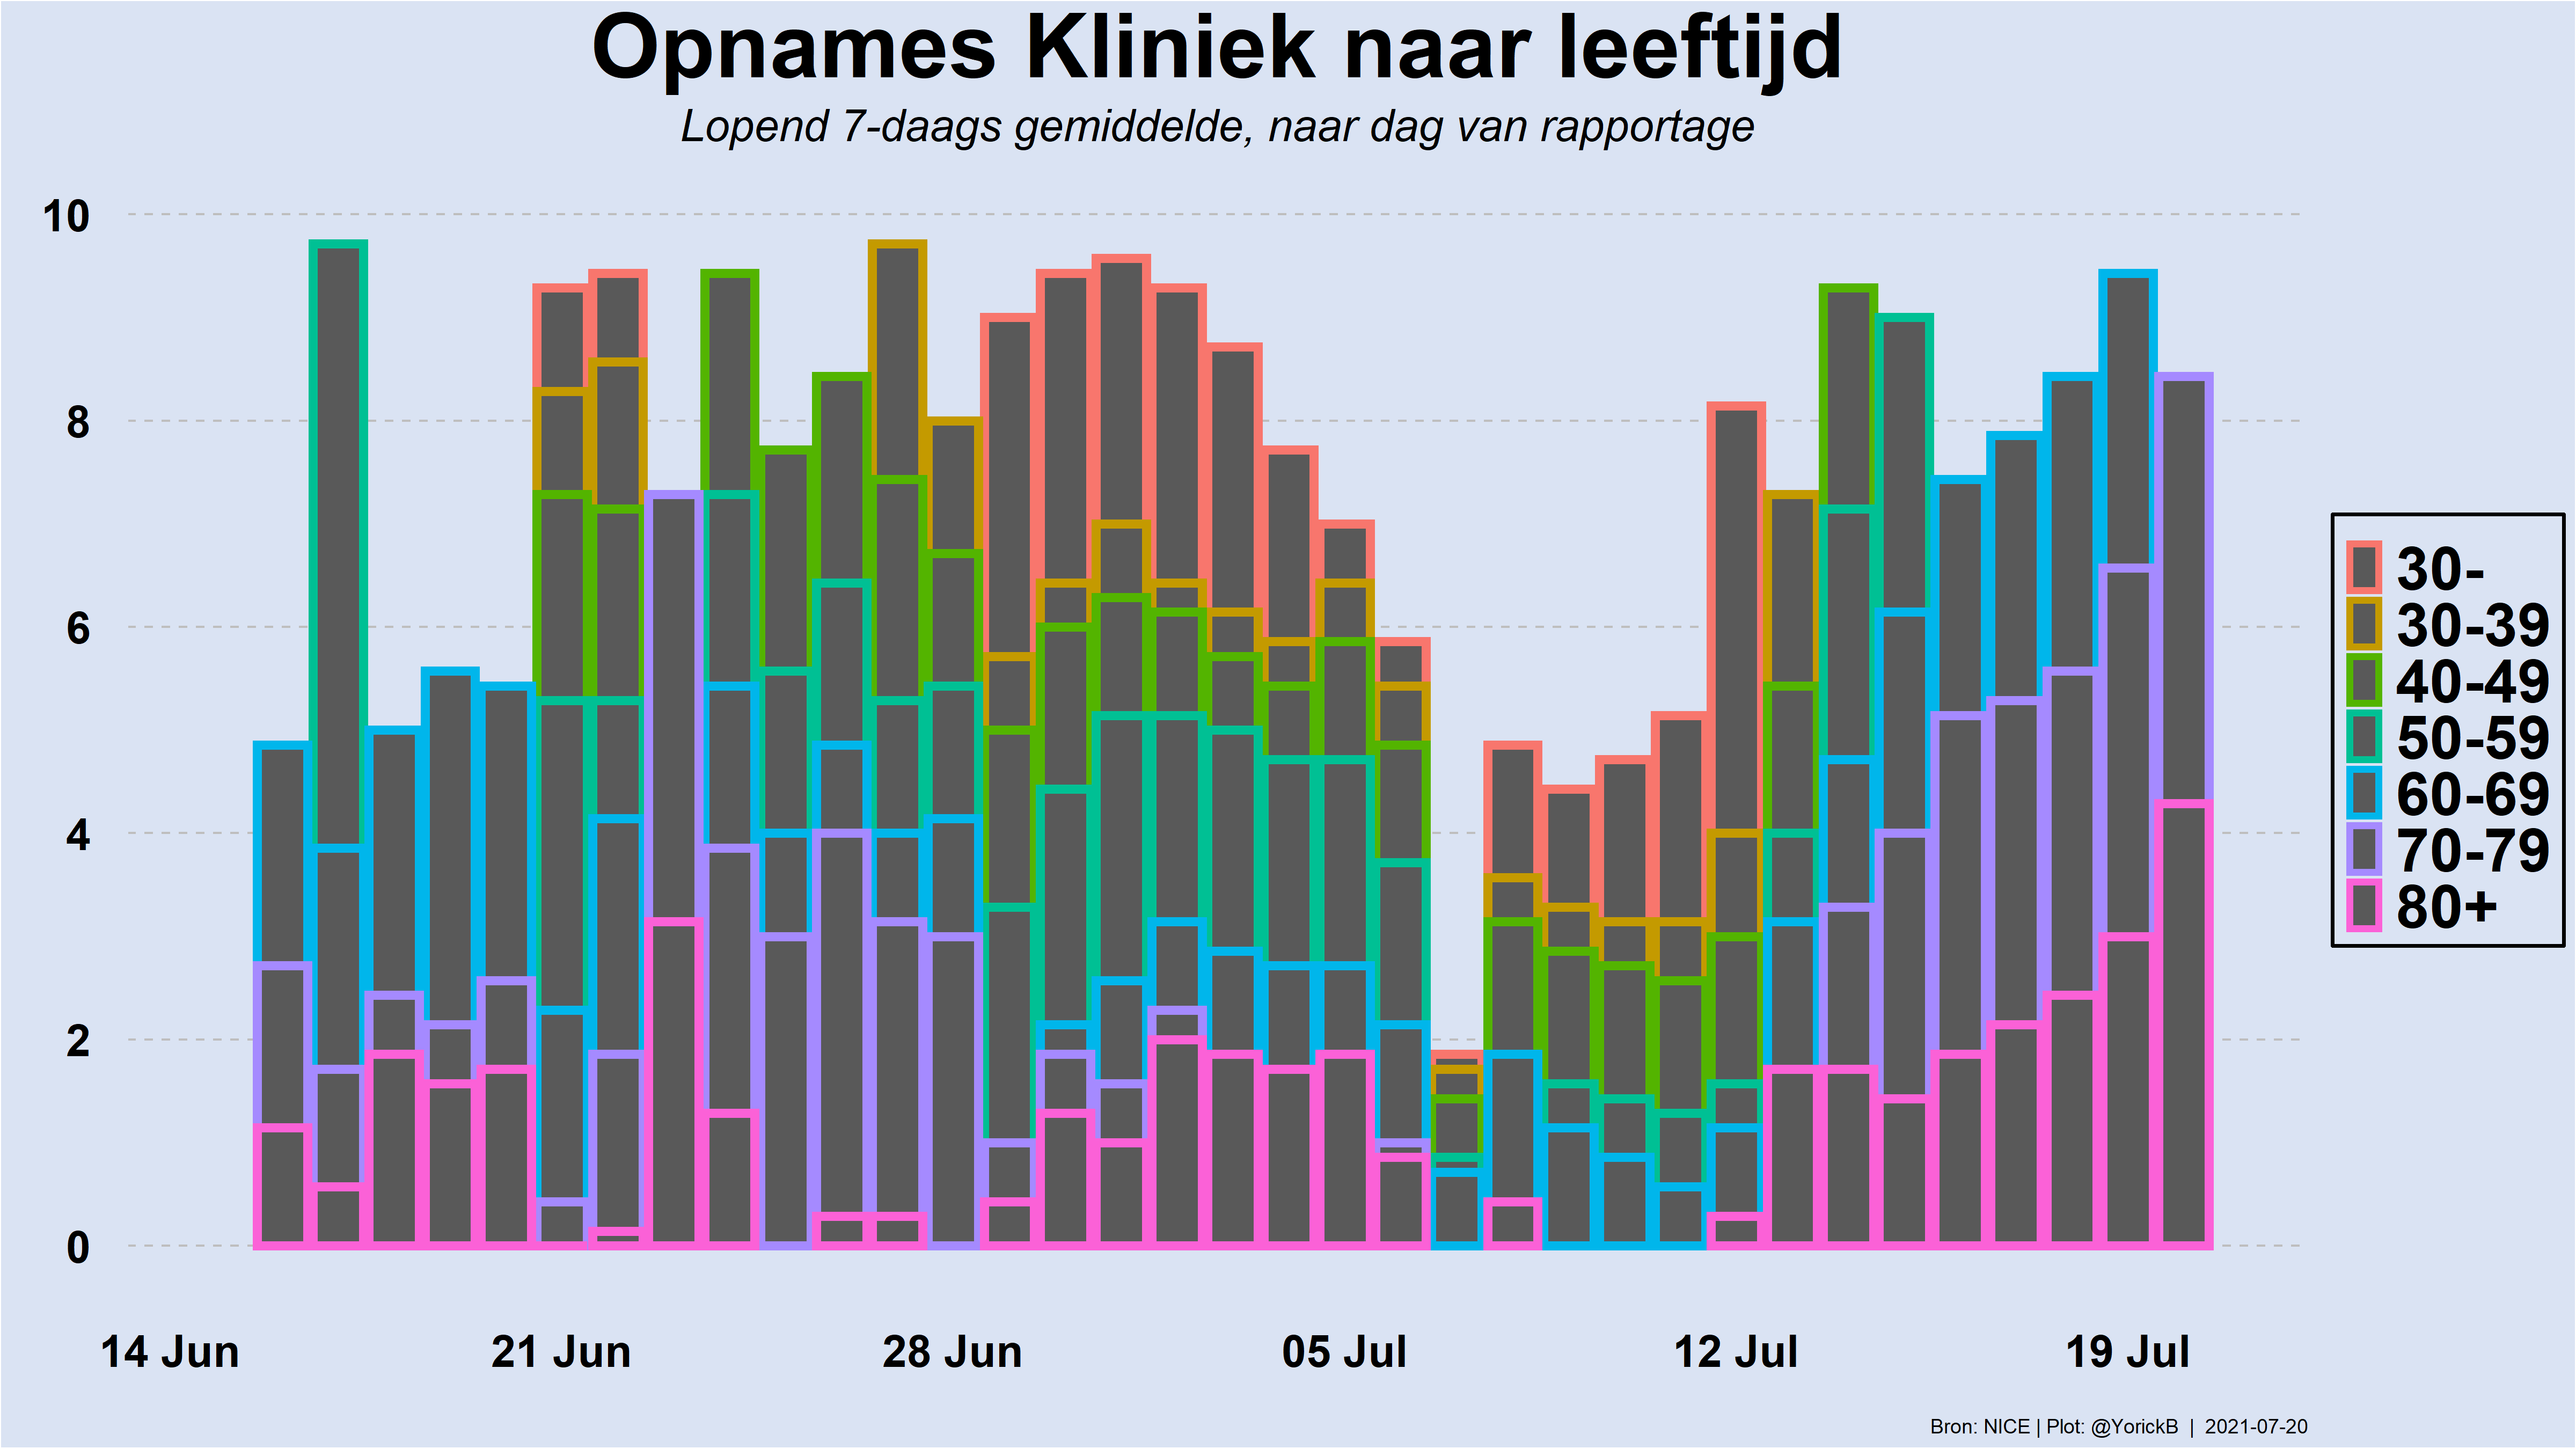 Opnames Kliniek naar leeftijd
Lopend 7-daags gemiddelde, naar dag van rapportage
10
8
6
4
2
0
14 Jun
21 Jun
28 Jun
05 Jul
12 Jul
19 Jul
30-
30-39
40-49
50-59
60-69
70-79
80+
Bron: NICE | Plot: @YorickB | 2021-07-20